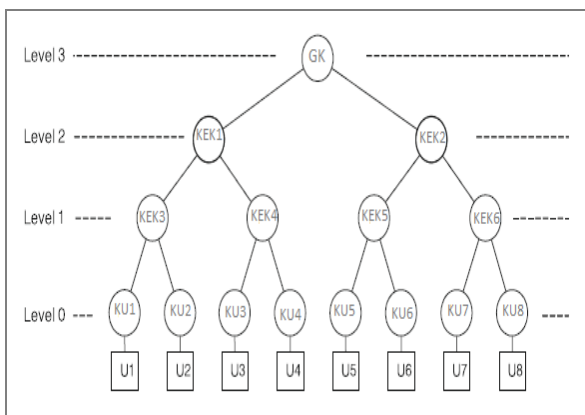 Level 3 GK
Level 2 KEK1 KEK2
Level 1 KEK3 KEK4 KEK5 KEK6
Level 0 KU1 KU2 KU3 KU4 KU5 KU6 KU7 KU8
U1 U2 U3 U4 U5 U6 U7 U8